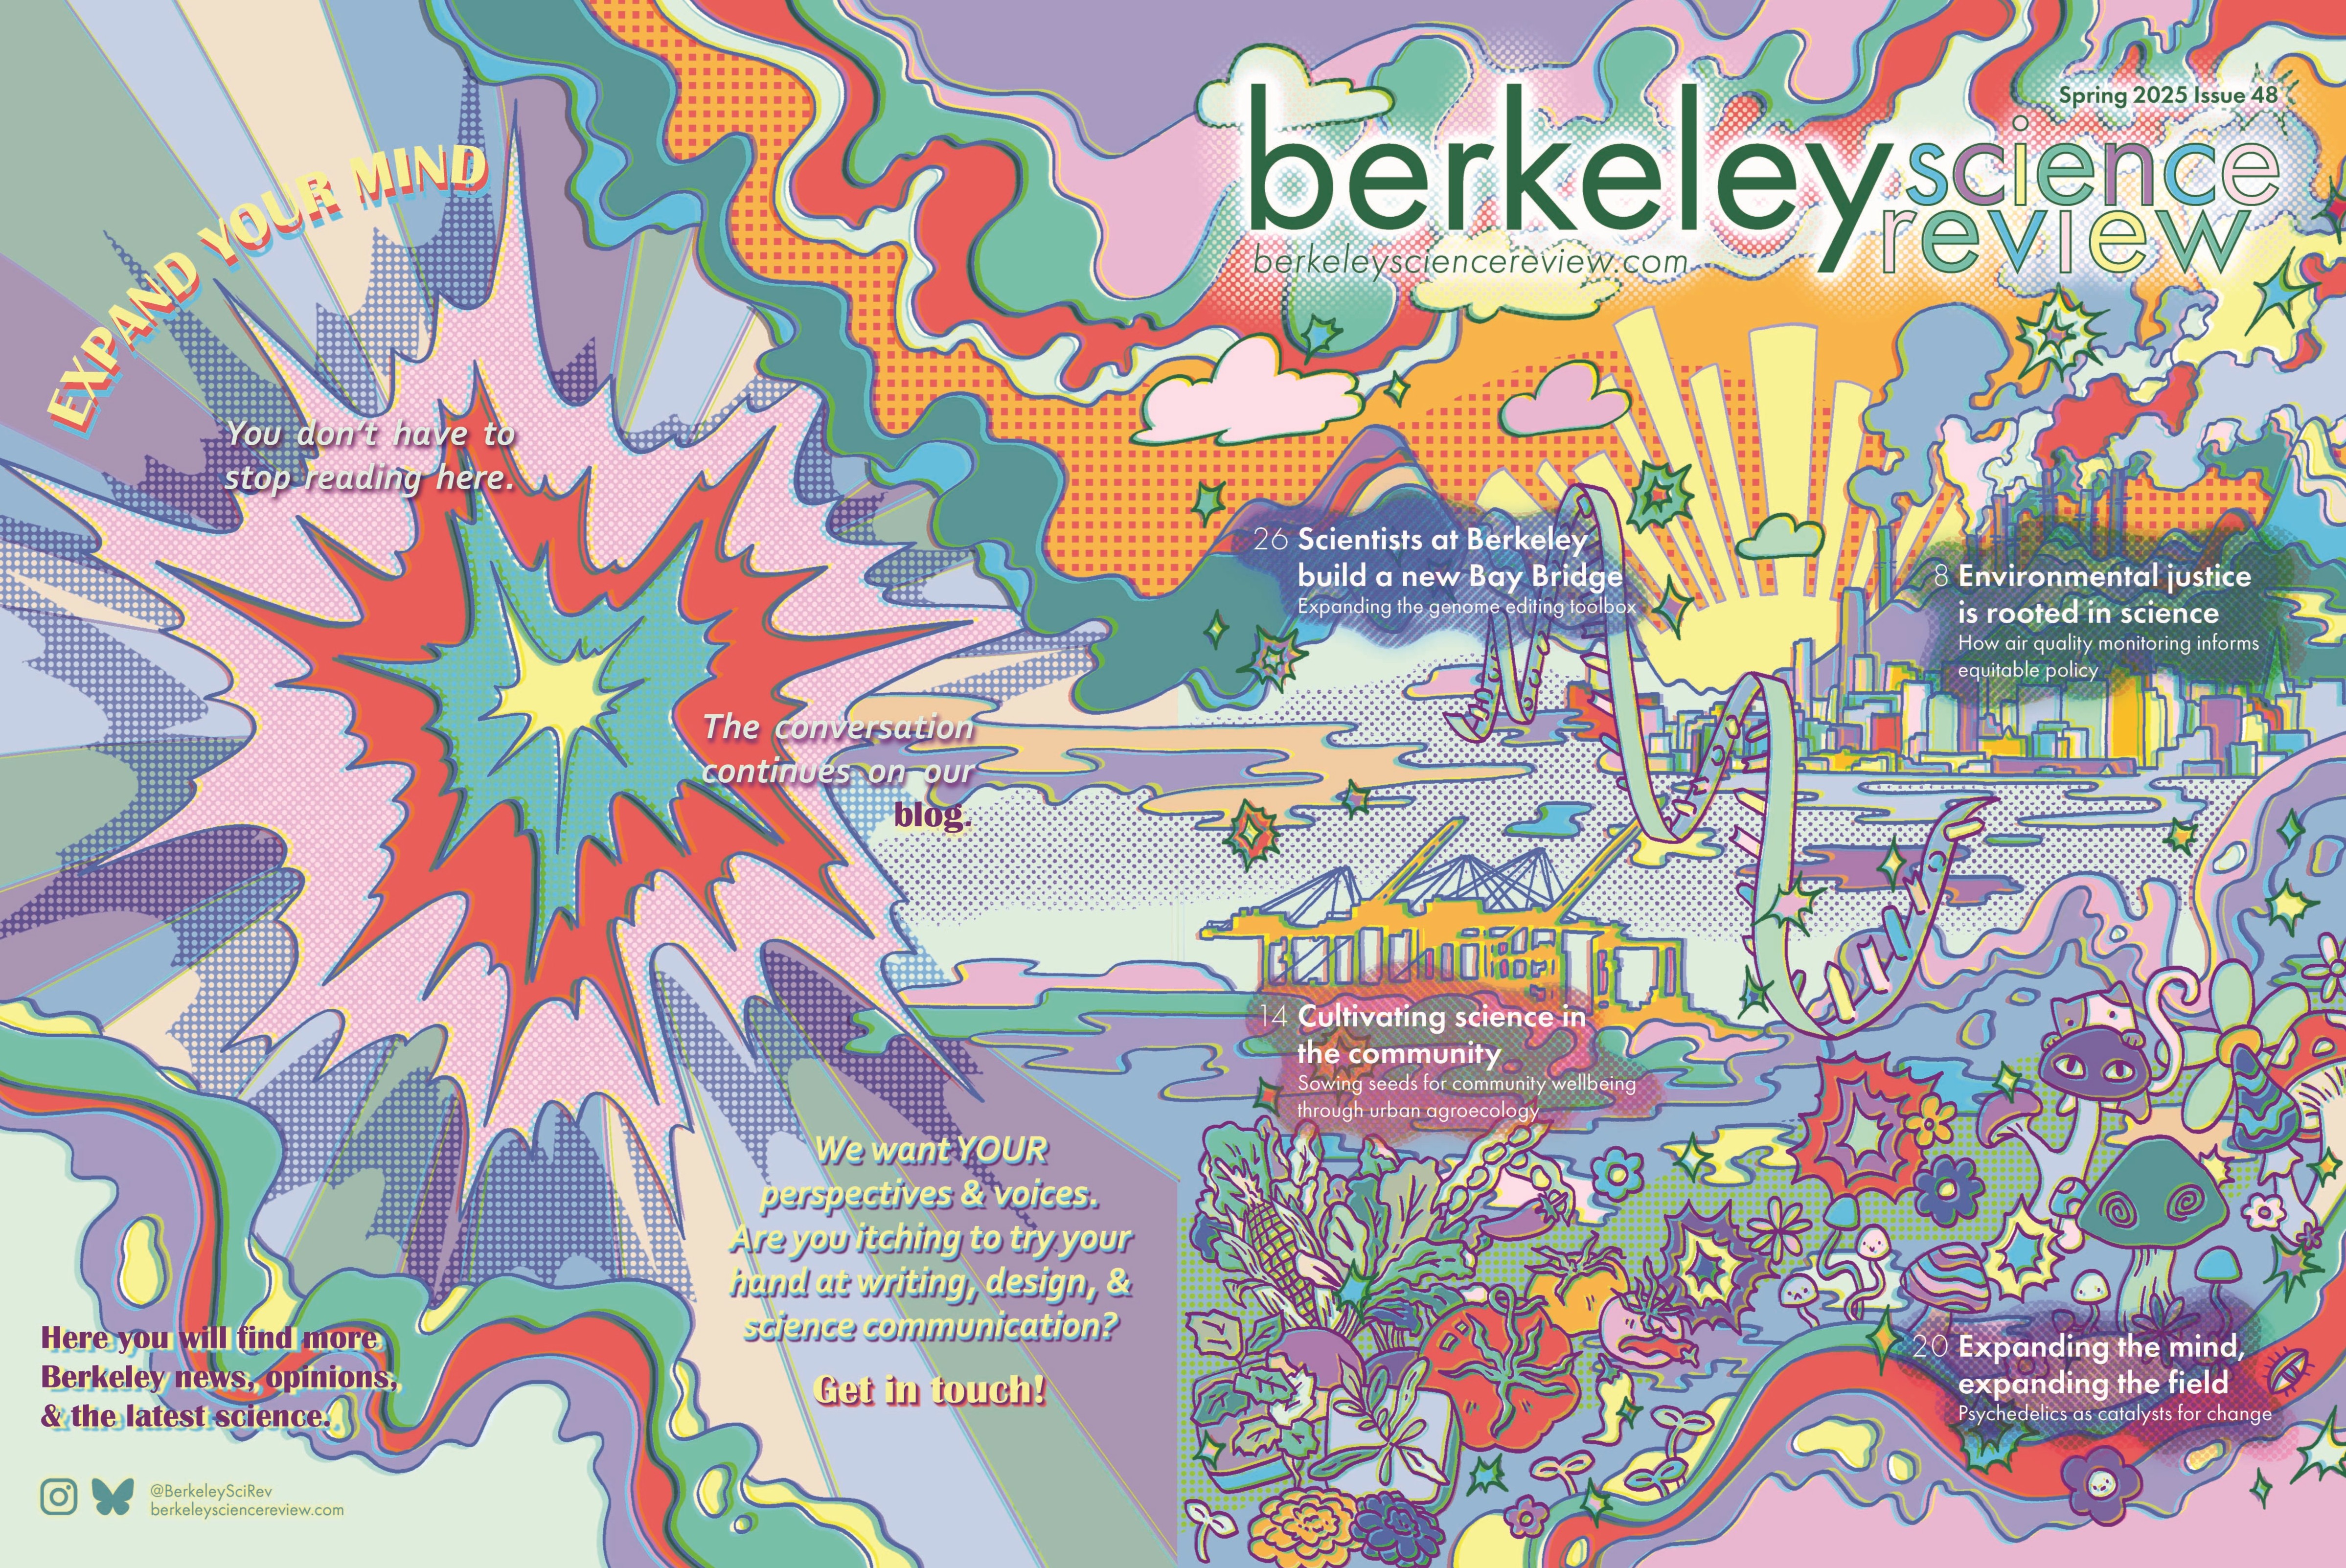 EXPAND YOUR MIND
You don't have to
stop reading here.
The conversation
continues on our
blog.
We want YOUR
perspectives & voices.
Are you itching to try your
hand at writing, design, &
science communication?
Get in touch!
Here you will find more
Berkeley news, opinions,
& the latest science.
@BerkeleySciRev
berkeleysciencereview.com
Spring 2025 Issue 48
berkeley science
review
berkeleysciencereview.com
26 Scientists at Berkeley
build a new Bay Bridge
Expanding the genome editing toolbox
8 Environmental justice
is rooted in science
How air quality monitoring informs
equitable policy
14 Cultivating science in
the community
Sowing seeds for community wellbeing
through urban agroecology
20 Expanding the mind,
expanding the field
Psychedelics as catalysts for change